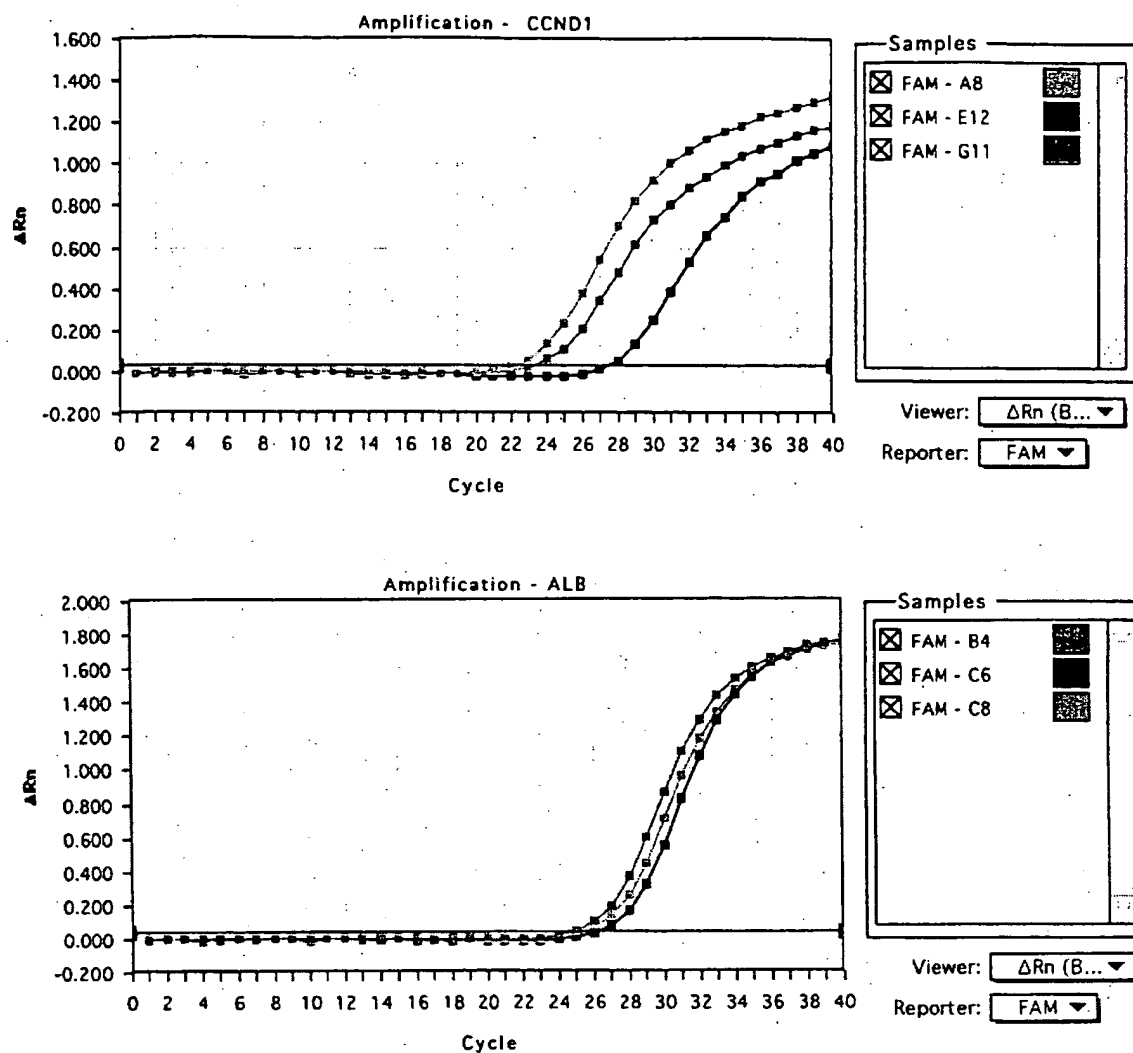 Amplification - CCND1
1.600
1.400
1.200
1.000
0.800
0.600
0.400
0.200
0.000
-0.200
ΔRn
0 2 4 6 8 10 12 14 16 18 20 22 24 26 28 30 32 34 36 38 40
Cycle
Samples
FAM - A8
FAM - E12
FAM - G11
Viewer: ΔRn (B...
Reporter: FAM
Amplification - ALB
2.000
1.800
1.600
1.400
1.200
1.000
0.800
0.600
0.400
0.200
0.000
-0.200
ΔRn
0 2 4 6 8 10 12 14 16 18 20 22 24 26 28 30 32 34 36 38 40
Cycle
Samples
FAM - B4
FAM - C6
FAM - C8
Viewer: ΔRn (B...
Reporter: FAM